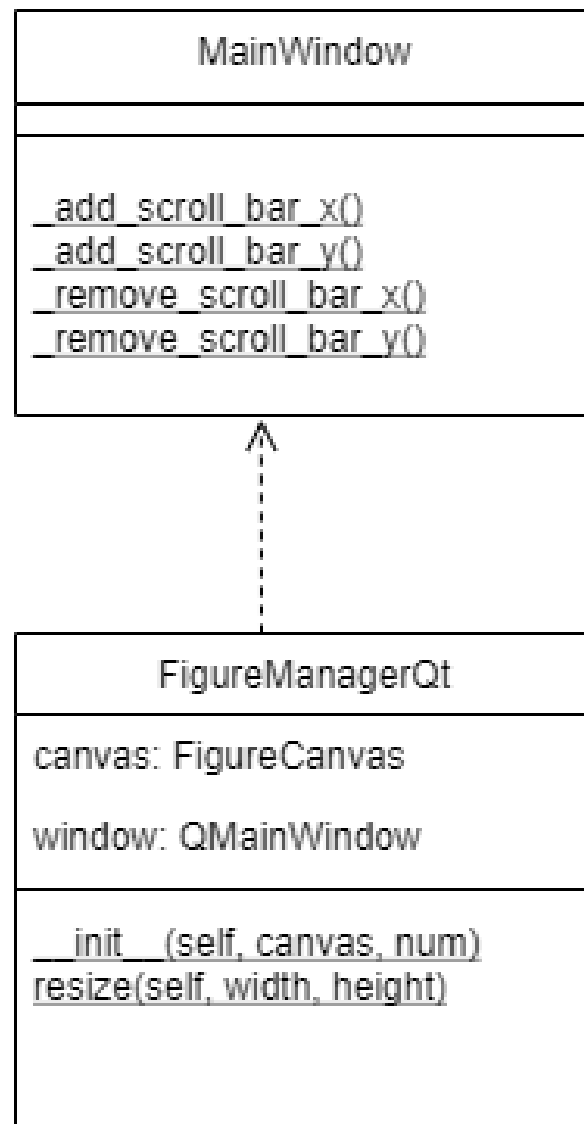 MainWindow
_add_scroll_bar_x()
_add_scroll_bar_y()
_remove_scroll_bar_x()
_remove_scroll_bar_y()
FigureManagerQt
canvas: FigureCanvas
window: QMainWindow
__init__(self, canvas, num)
resize(self, width, height)